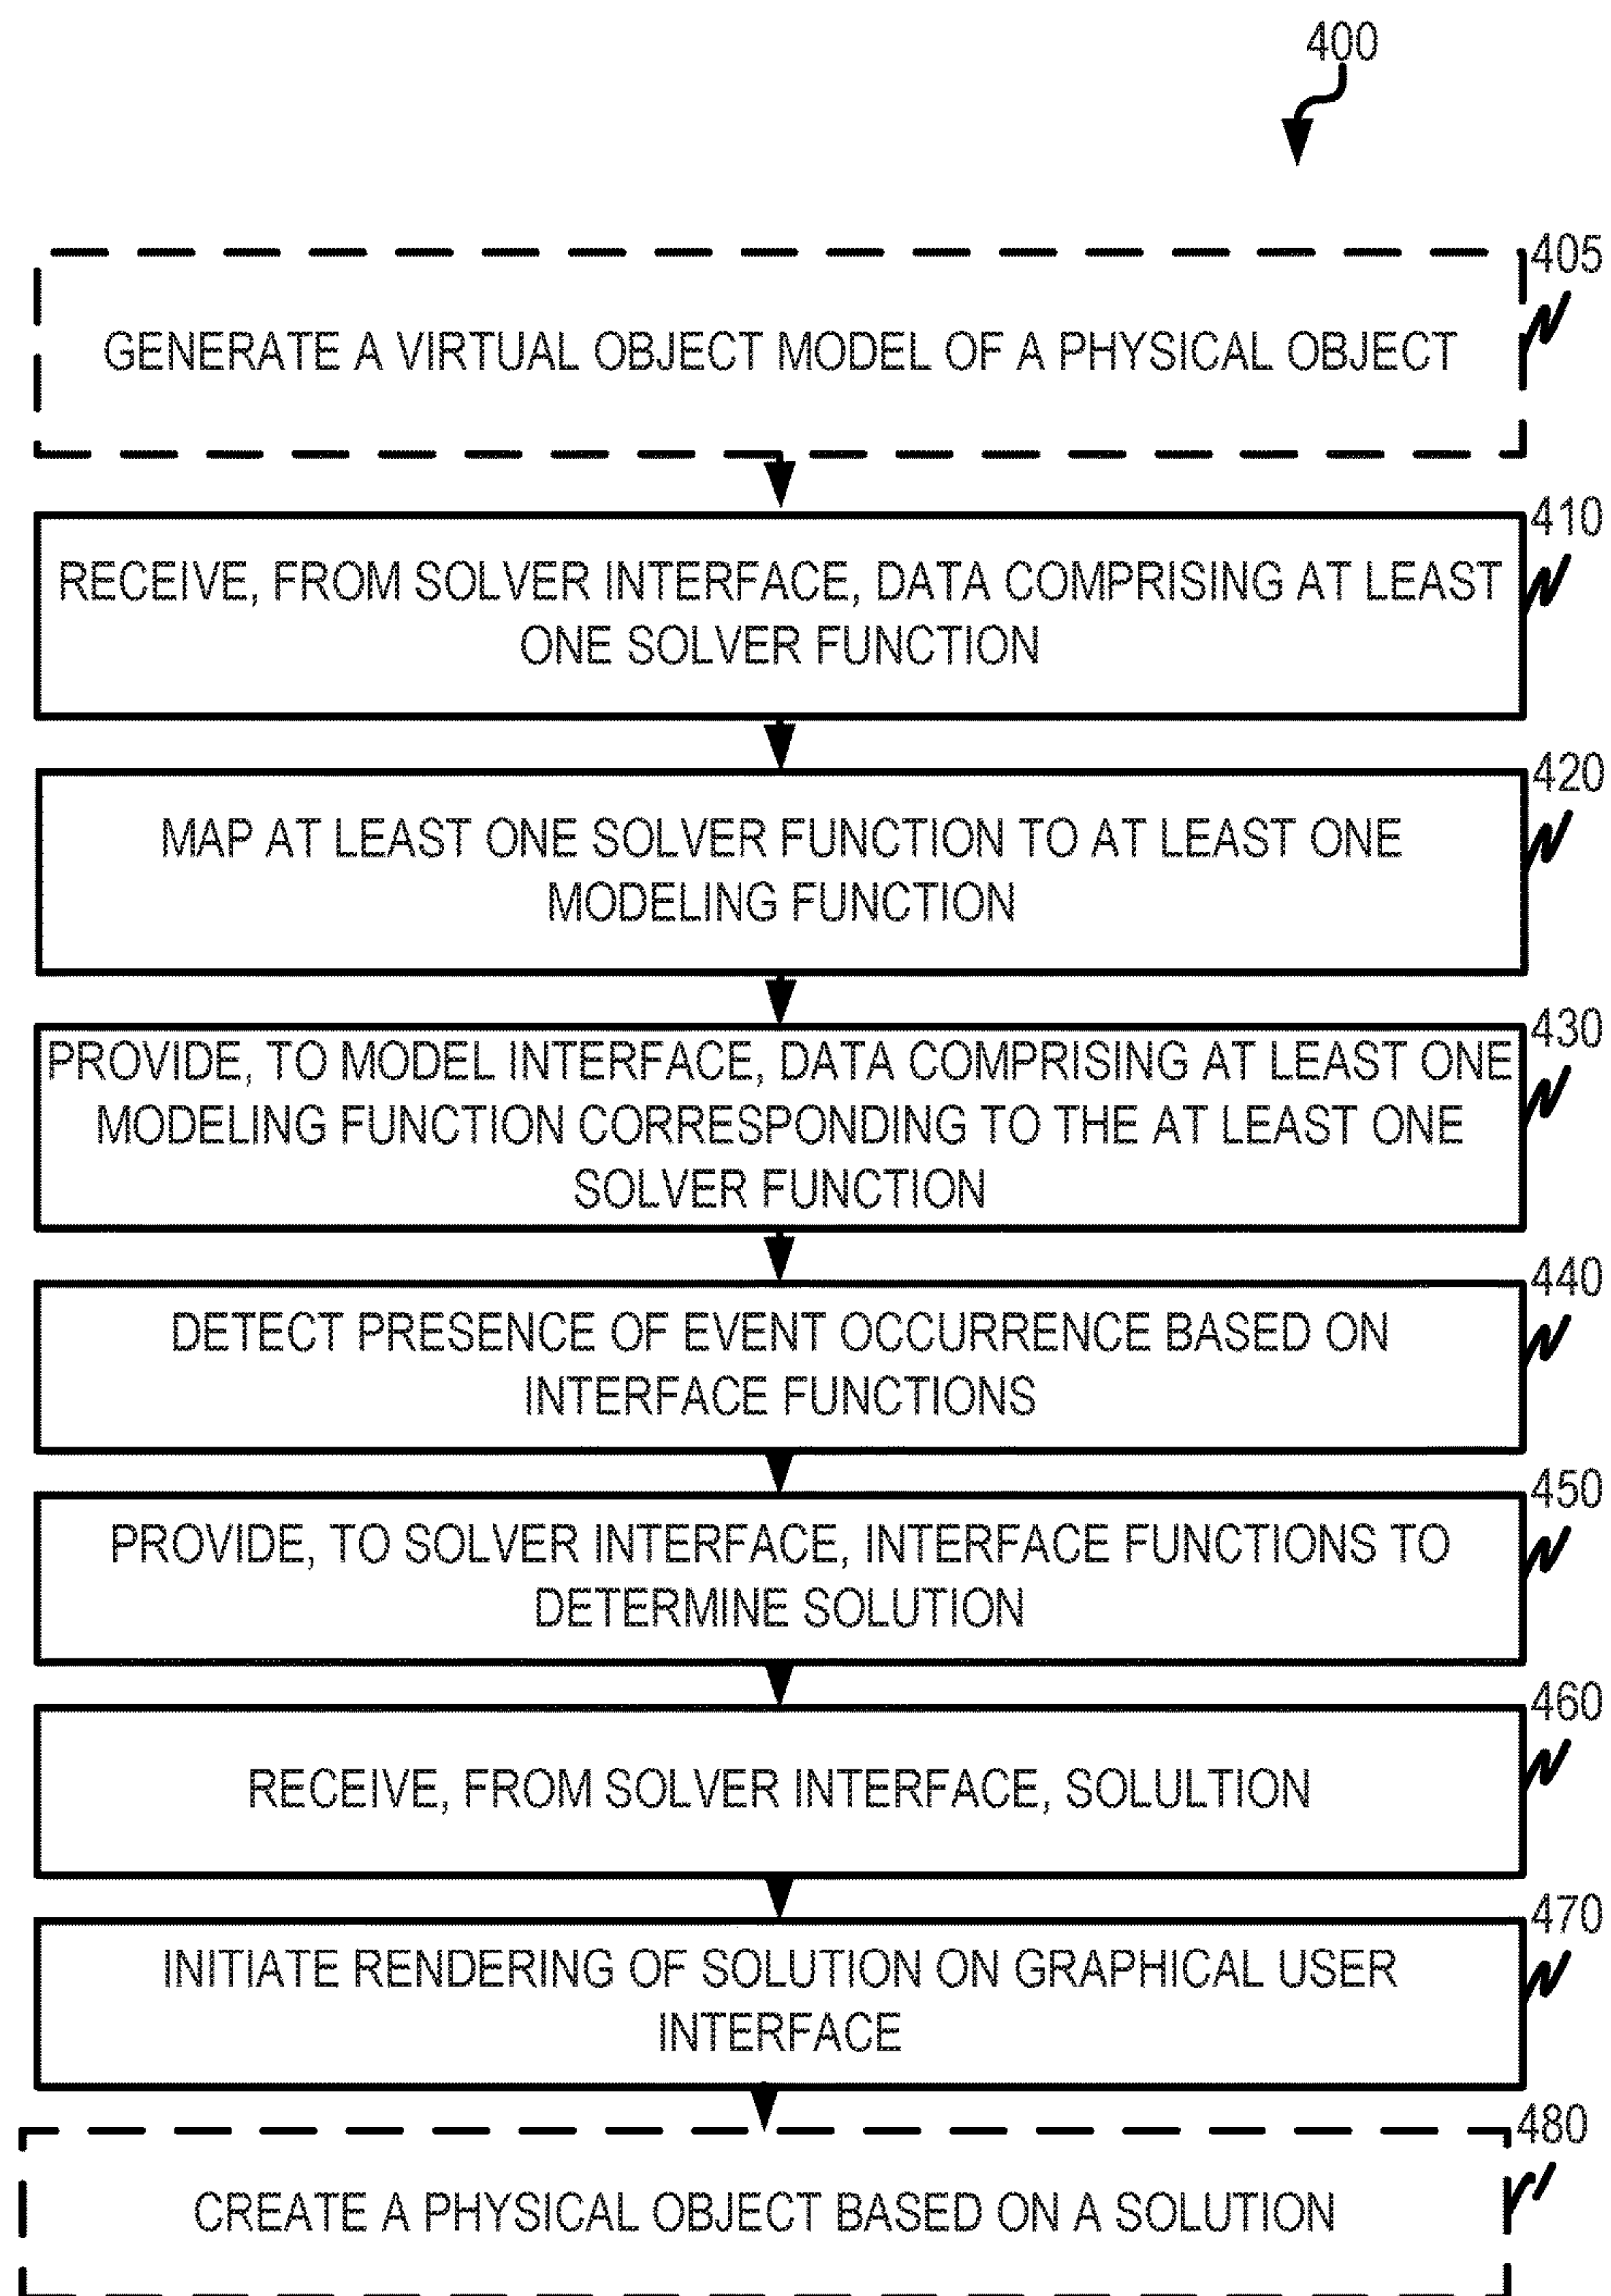 400
405
GENERATE A VIRTUAL OBJECT MODEL OF A PHYSICAL OBJECT
410
RECEIVE, FROM SOLVER INTERFACE, DATA COMPRISING AT LEAST
ONE SOLVER FUNCTION
420
MAP AT LEAST ONE SOLVER FUNCTION TO AT LEAST ONE
MODELING FUNCTION
430
PROVIDE, TO MODEL INTERFACE, DATA COMPRISING AT LEAST ONE
MODELING FUNCTION CORRESPONDING TO THE AT LEAST ONE
SOLVER FUNCTION
440
DETECT PRESENCE OF EVENT OCCURRENCE BASED ON
INTERFACE FUNCTIONS
450
PROVIDE, TO SOLVER INTERFACE, INTERFACE FUNCTIONS TO
DETERMINE SOLUTION
460
RECEIVE, FROM SOLVER INTERFACE, SOLULTION
470
INITIATE RENDERING OF SOLUTION ON GRAPHICAL USER
INTERFACE
480
CREATE A PHYSICAL OBJECT BASED ON A SOLUTION